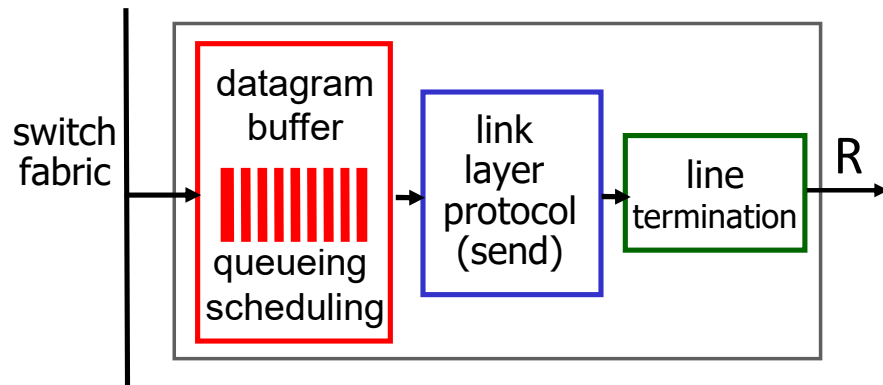 switch
fabric
datagram
buffer
queueing
scheduling
link
layer
protocol
(send)
line
termination
R